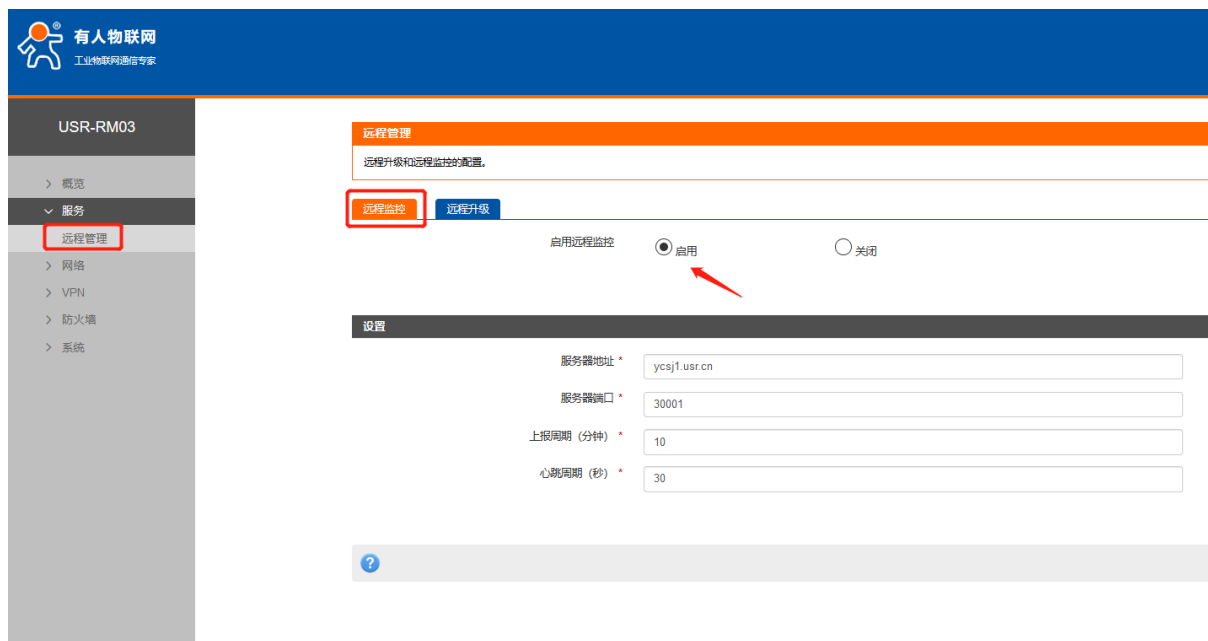 有人物联网
®
工业物联网通信专家
USR-RM03
概览
服务
远程管理
网络
VPN
防火墙
系统
远程管理
远程升级和远程监控的配置。
远程监控
远程升级
启用远程监控
启用
关闭
设置
服务器地址 *
ycsj1.usr.cn
服务器端口 *
30001
上报周期（分钟） *
10
心跳周期（秒） *
30
?